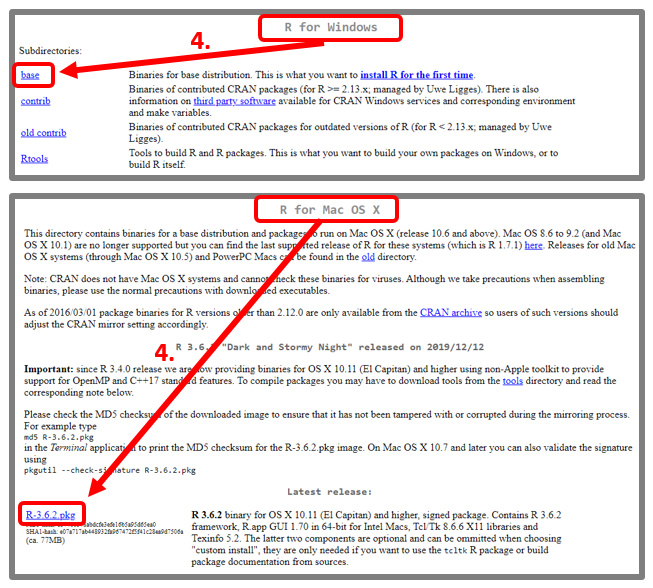 R for Windows
4.
Subdirectories:
base
Binaries for base distribution. This is what you want to install R for the first time.
contrib
Binaries of contributed CRAN packages (for R >= 2.13.x; managed by Uwe Ligges). There is also
information on third party software available for CRAN Windows services and corresponding environment
and make variables.
old contrib
Binaries of contributed CRAN packages for outdated versions of R (for R < 2.13.x; managed by Uwe
Ligges).
Rtools
Tools to build R and R packages. This is what you want to build your own packages on Windows, or to
build R itself.
R for Mac OS X
This directory contains binaries for a base distribution and packages to run on Mac OS X (release 10.6 and above). Mac OS 8.6 to 9.2 (and Mac
OS X 10.1) are no longer supported but you can find the last supported release of R for these systems (which is R 1.7.1) here. Releases for old Mac
OS X systems (through Mac OS X 10.5) and PowerPC Macs can be found in the old directory.
Note: CRAN does not have Mac OS X systems and cannot check these binaries for viruses. Although we take precautions when assembling
binaries, please use the normal precautions with downloaded executables.
As of 2016/03/01 package binaries for R versions older than 2.12.0 are only available from the CRAN archive so users of such versions should
adjust the CRAN mirror setting accordingly.
4.
R 3.6.2 "Dark and Stormy Night" released on 2019/12/12
Important: since R 3.4.0 release we are now providing binaries for OS X 10.11 (El Capitan) and higher using non-Apple toolkit to provide
support for OpenMP and C++17 standard features. To compile packages you may have to download tools from the tools directory and read the
corresponding note below.
Please check the MD5 checksum of the downloaded image to ensure that it has not been tampered with or corrupted during the mirroring process.
For example type
md5 R-3.6.2.pkg
in the Terminal application to print the MD5 checksum for the R-3.6.2.pkg image. On Mac OS X 10.7 and later you can also validate the signature
using
pkgutil --check-signature R-3.6.2.pkg
Latest release:
R-3.6.2.pkg
SHA1-hash:
(ca. 77MB)
R 3.6.2 binary for OS X 10.11 (El Capitan) and higher, signed package. Contains R 3.6.2
framework, R.app GUI 1.70 in 64-bit for Intel Macs, Tcl/Tk 8.6.6 X11 libraries and
Texinfo 5.2. The latter two components are optional and can be ommitted when choosing
"custom install", they are only needed if you want to use the tcltk R package or build
package documentation from sources.